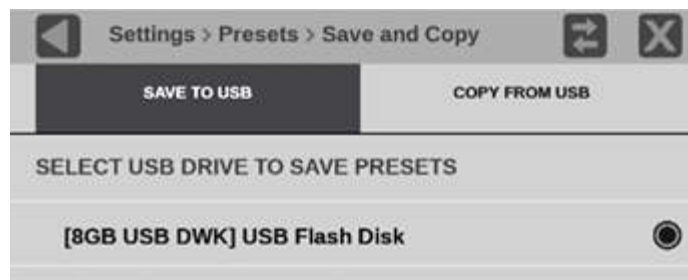 Settings > Presets > Save and Copy
SAVE TO USB COPY FROM USB
SELECT USB DRIVE TO SAVE PRESETS
[8GB USB DWK] USB Flash Disk